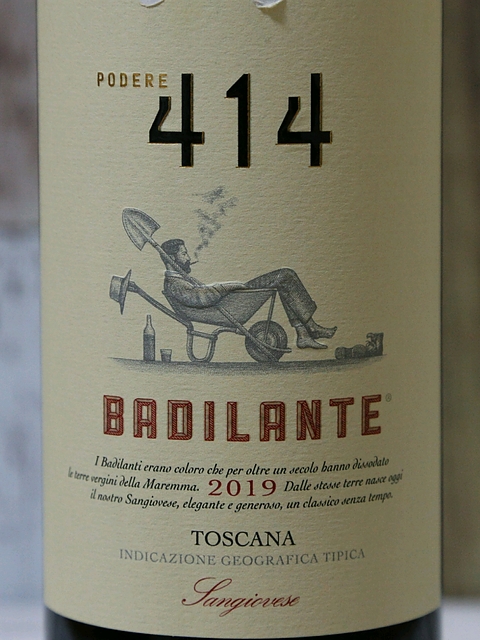 PODERE
414
BADILANTE®
I Badilanti erano coloro che per oltre un secolo hanno dissodato
le terre vergini della Maremma. 2019 Dalle stesse terre nasce oggi
il nostro Sangiovese, elegante e generoso, un classico senza tempo.
TOSCANA
INDICAZIONE GEOGRAFICA TIPICA
Sangiovese